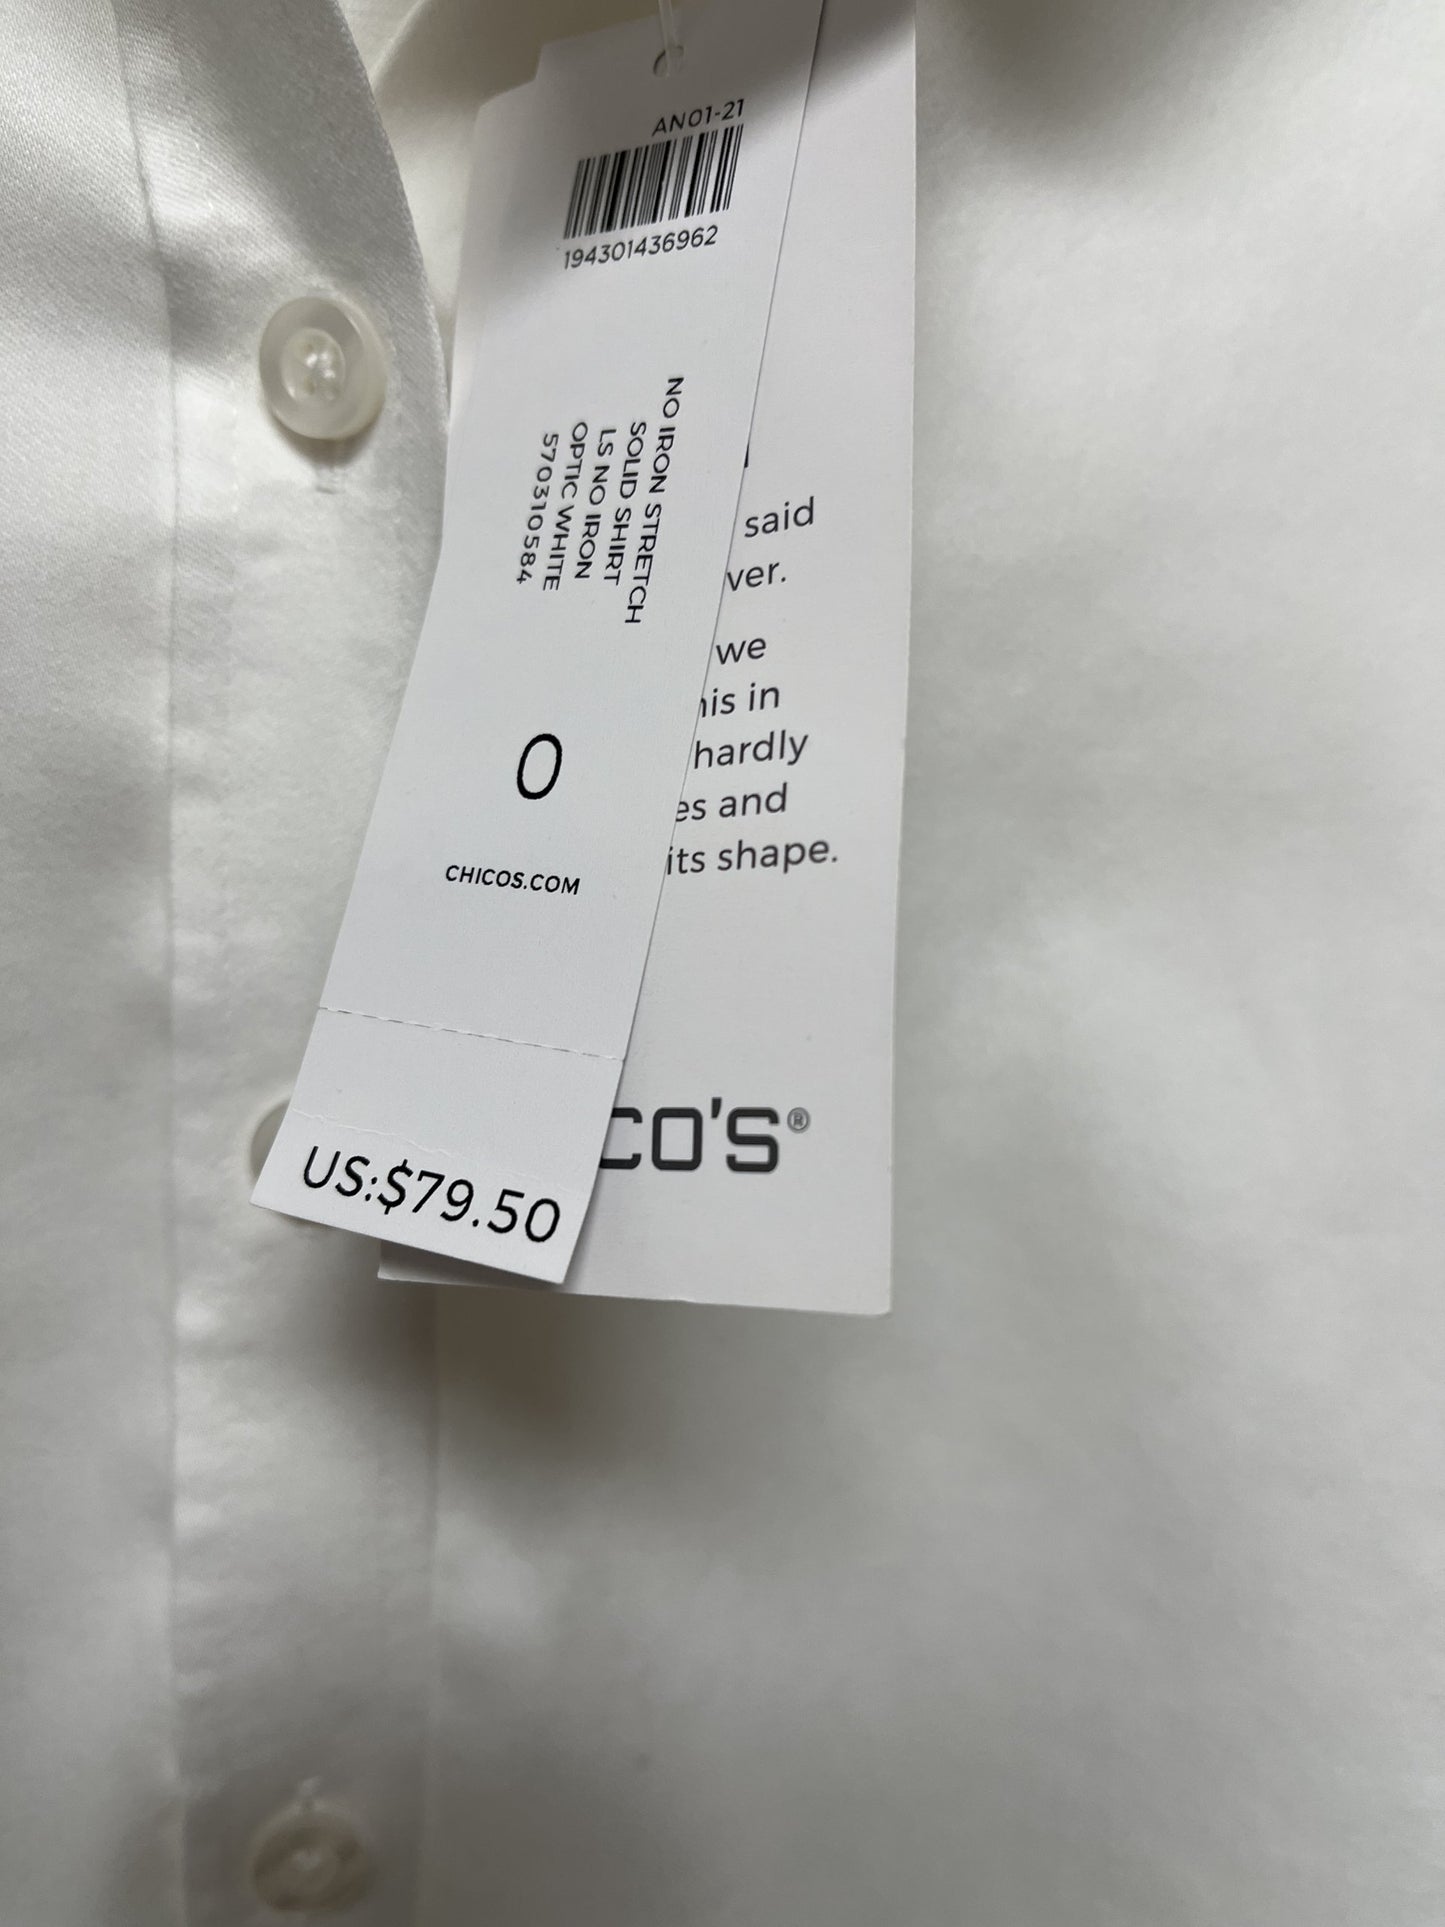 AN01-21
194301436962
NO IRON STRETCH
SOLID SHIRT
LS NO IRON
OPTIC WHITE
570310584
0
CHICOS.COM
US:$79.50
said
ver.
we
his in
hardly
es and
its shape.
CO'S®